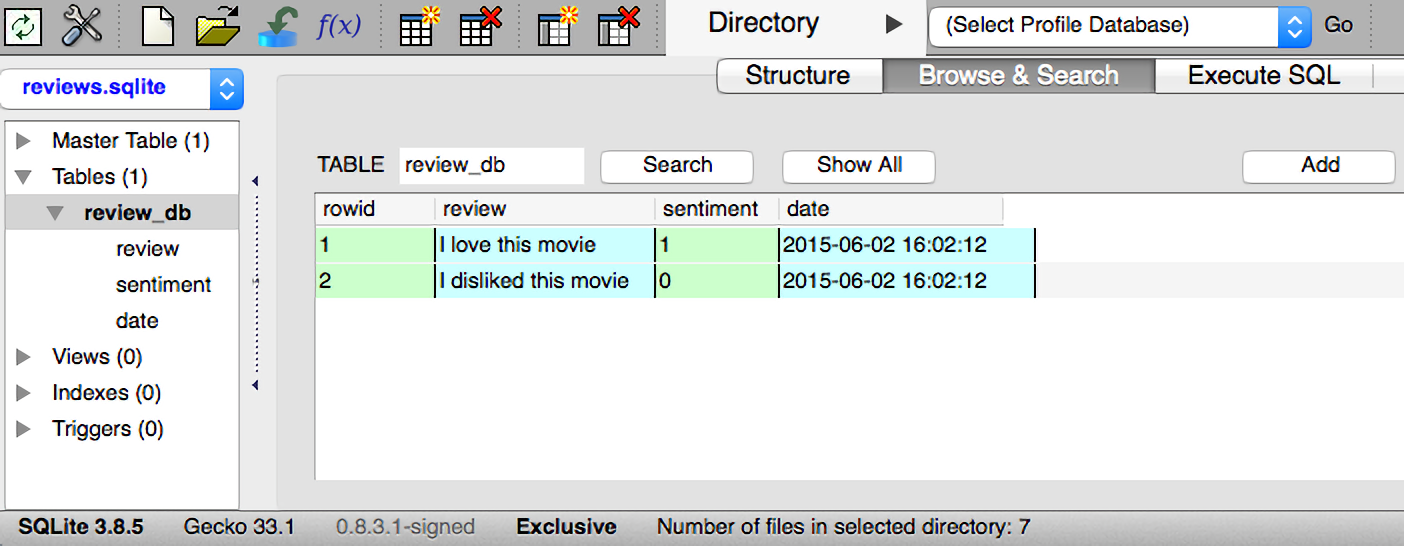 f(x) Directory (Select Profile Database) Go
reviews.sqlite Structure Browse & Search Execute SQL
Master Table (1)
Tables (1)
review_db
review
sentiment
date
Views (0)
Indexes (0)
Triggers (0)
TABLE review_db Search Show All Add
rowid review sentiment date
1 I love this movie 1 2015-06-02 16:02:12
2 I disliked this movie 0 2015-06-02 16:02:12
SQLite 3.8.5 Gecko 33.1 0.8.3.1-signed Exclusive Number of files in selected directory: 7